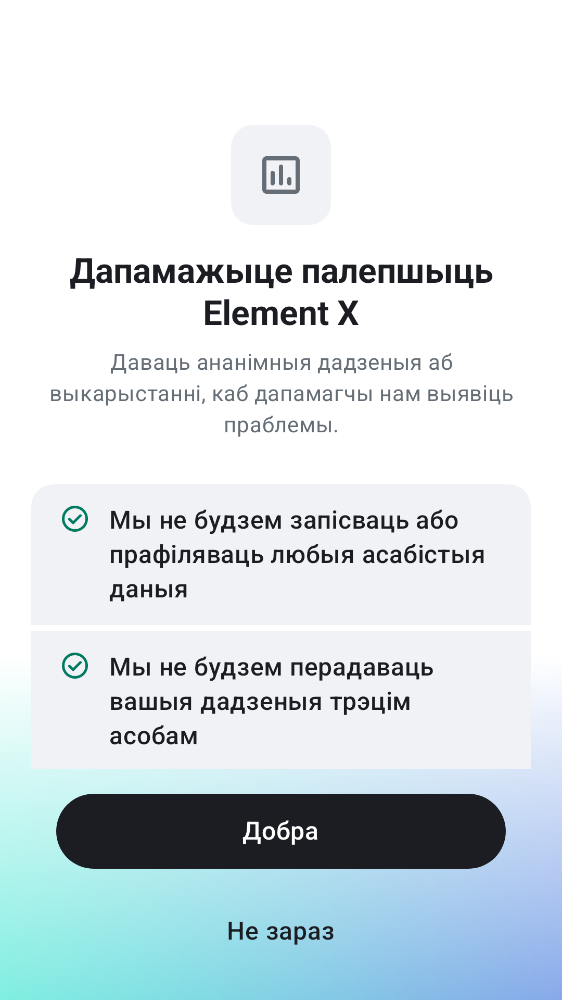 Дапамажыце палепшыць
Element X
Даваць ананімныя дадзеныя аб
выкарыстанні, каб дапамагчы нам выявіць
праблемы.
Мы не будзем запісваць або
прафіляваць любыя асабістыя
даныя
Мы не будзем перадаваць
вашыя дадзеныя трэцім
асобам
Добра
Не зараз